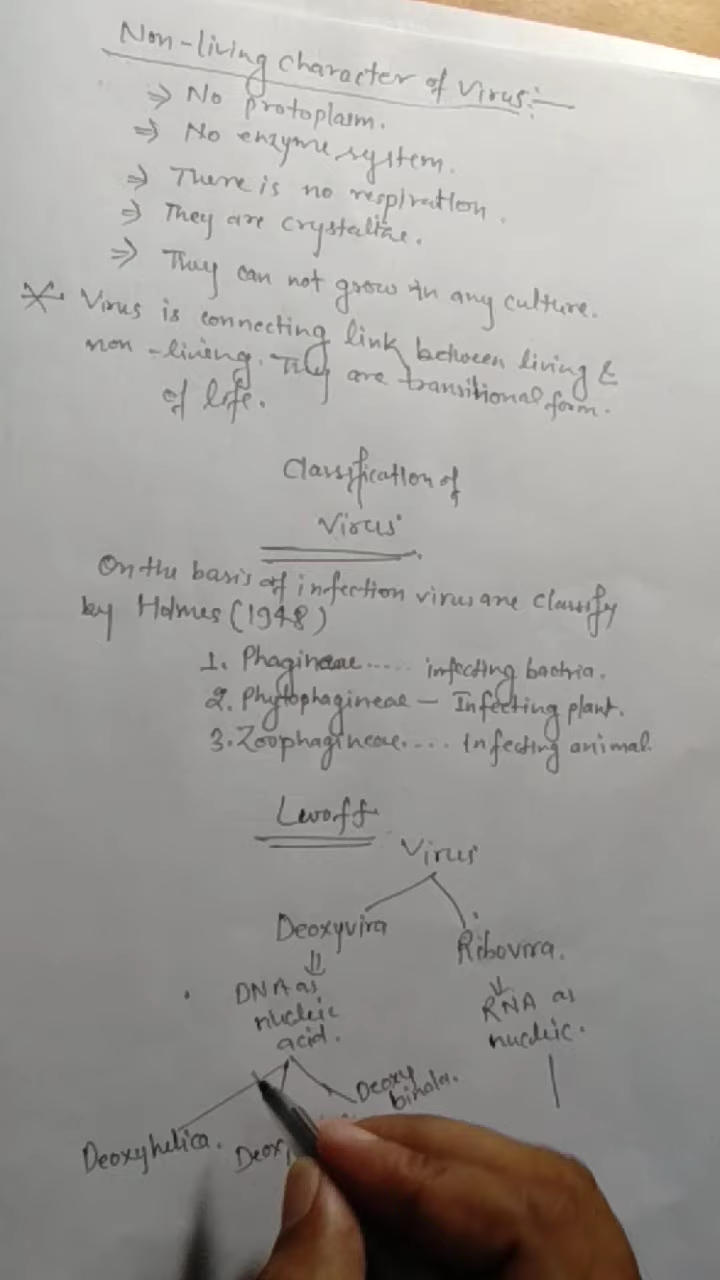 Non-living character of Virus:-
⇒ No protoplasm.
⇒ No enzyme system.
⇒ There is no respiration.
⇒ They are crystalline.
⇒ They can not grow in any culture.
* Virus is connecting link between living &
non-living. They are transitional form.
of life.
Classification of
Virus
On the basis of infection virus are classify
by Holmes (1948)
1. Phagineae..... infecting bactria.
2. Phytophagineae - Infecting plant.
3. Zoophagineae.... Infecting animal.
Lwoff
Virus
Deoxyvira
Ribovira.
⇓
DNA as
nucleic
acid.
↓
RNA as
nucleic.
Deoxy
binala.
Deoxyhelica.